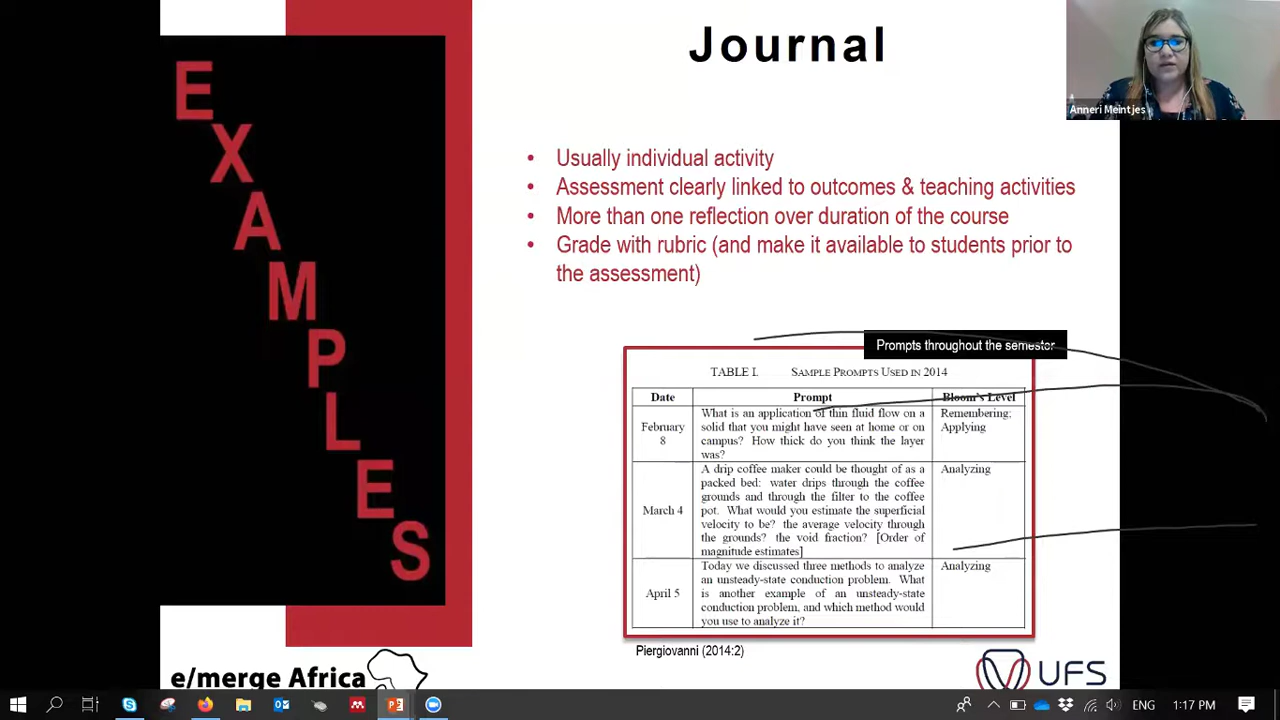 EXAMPLES
Journal
Anneri Meintjes
• Usually individual activity
• Assessment clearly linked to outcomes & teaching activities
• More than one reflection over duration of the course
• Grade with rubric (and make it available to students prior to
the assessment)
Prompts throughout the semester
TABLE I. SAMPLE PROMPTS USED IN 2014
Date Prompt Bloom's Level
February
8
What is an application of thin fluid flow on a
solid that you might have seen at home or on
campus? How thick do you think the layer
was?
Remembering;
Applying
March 4
A drip coffee maker could be thought of as a
packed bed: water drips through the coffee
grounds and through the filter to the coffee
pot. What would you estimate the superficial
velocity to be? the average velocity through
the grounds? the void fraction? [Order of
magnitude estimates]
Analyzing
April 5
Today we discussed three methods to analyze
an unsteady-state conduction problem. What
is another example of an unsteady-state
conduction problem, and which method would
you use to analyze it?
Analyzing
Piergiovanni (2014:2)
e/merge Africa
UFS
ENG 1:17 PM